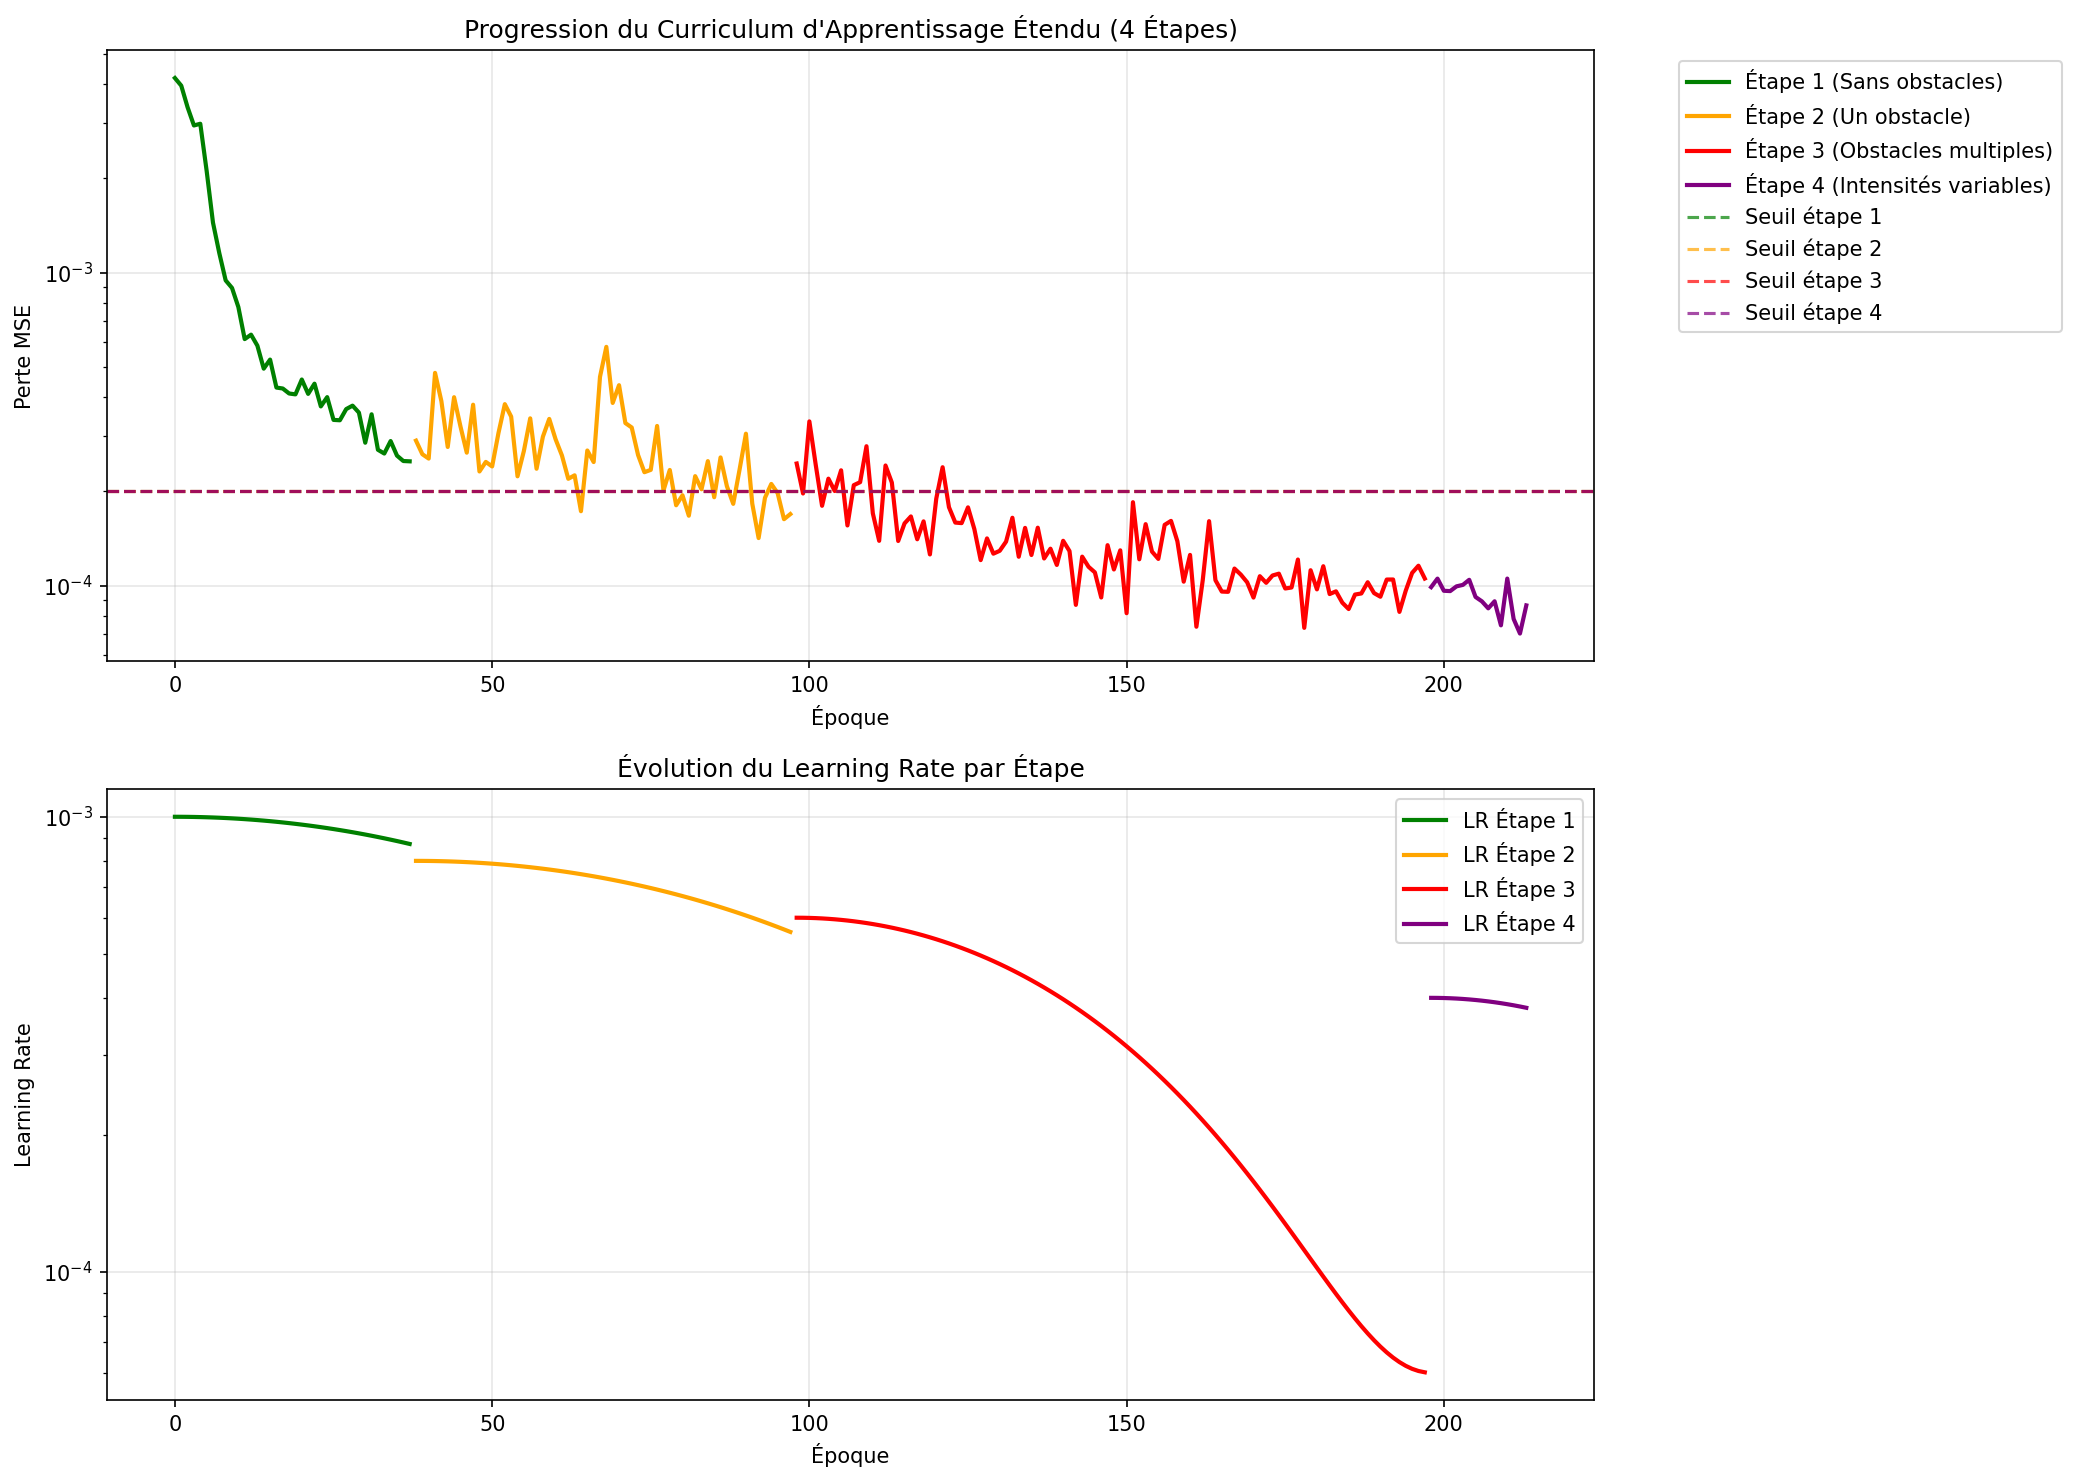 Progression du Curriculum d'Apprentissage Étendu (4 Étapes)
Perte MSE
10⁻³
10⁻⁴
0 50 100 150 200
Époque
Étape 1 (Sans obstacles)
Étape 2 (Un obstacle)
Étape 3 (Obstacles multiples)
Étape 4 (Intensités variables)
Seuil étape 1
Seuil étape 2
Seuil étape 3
Seuil étape 4
Évolution du Learning Rate par Étape
Learning Rate
10⁻³
10⁻⁴
LR Étape 1
LR Étape 2
LR Étape 3
LR Étape 4
0 50 100 150 200
Époque